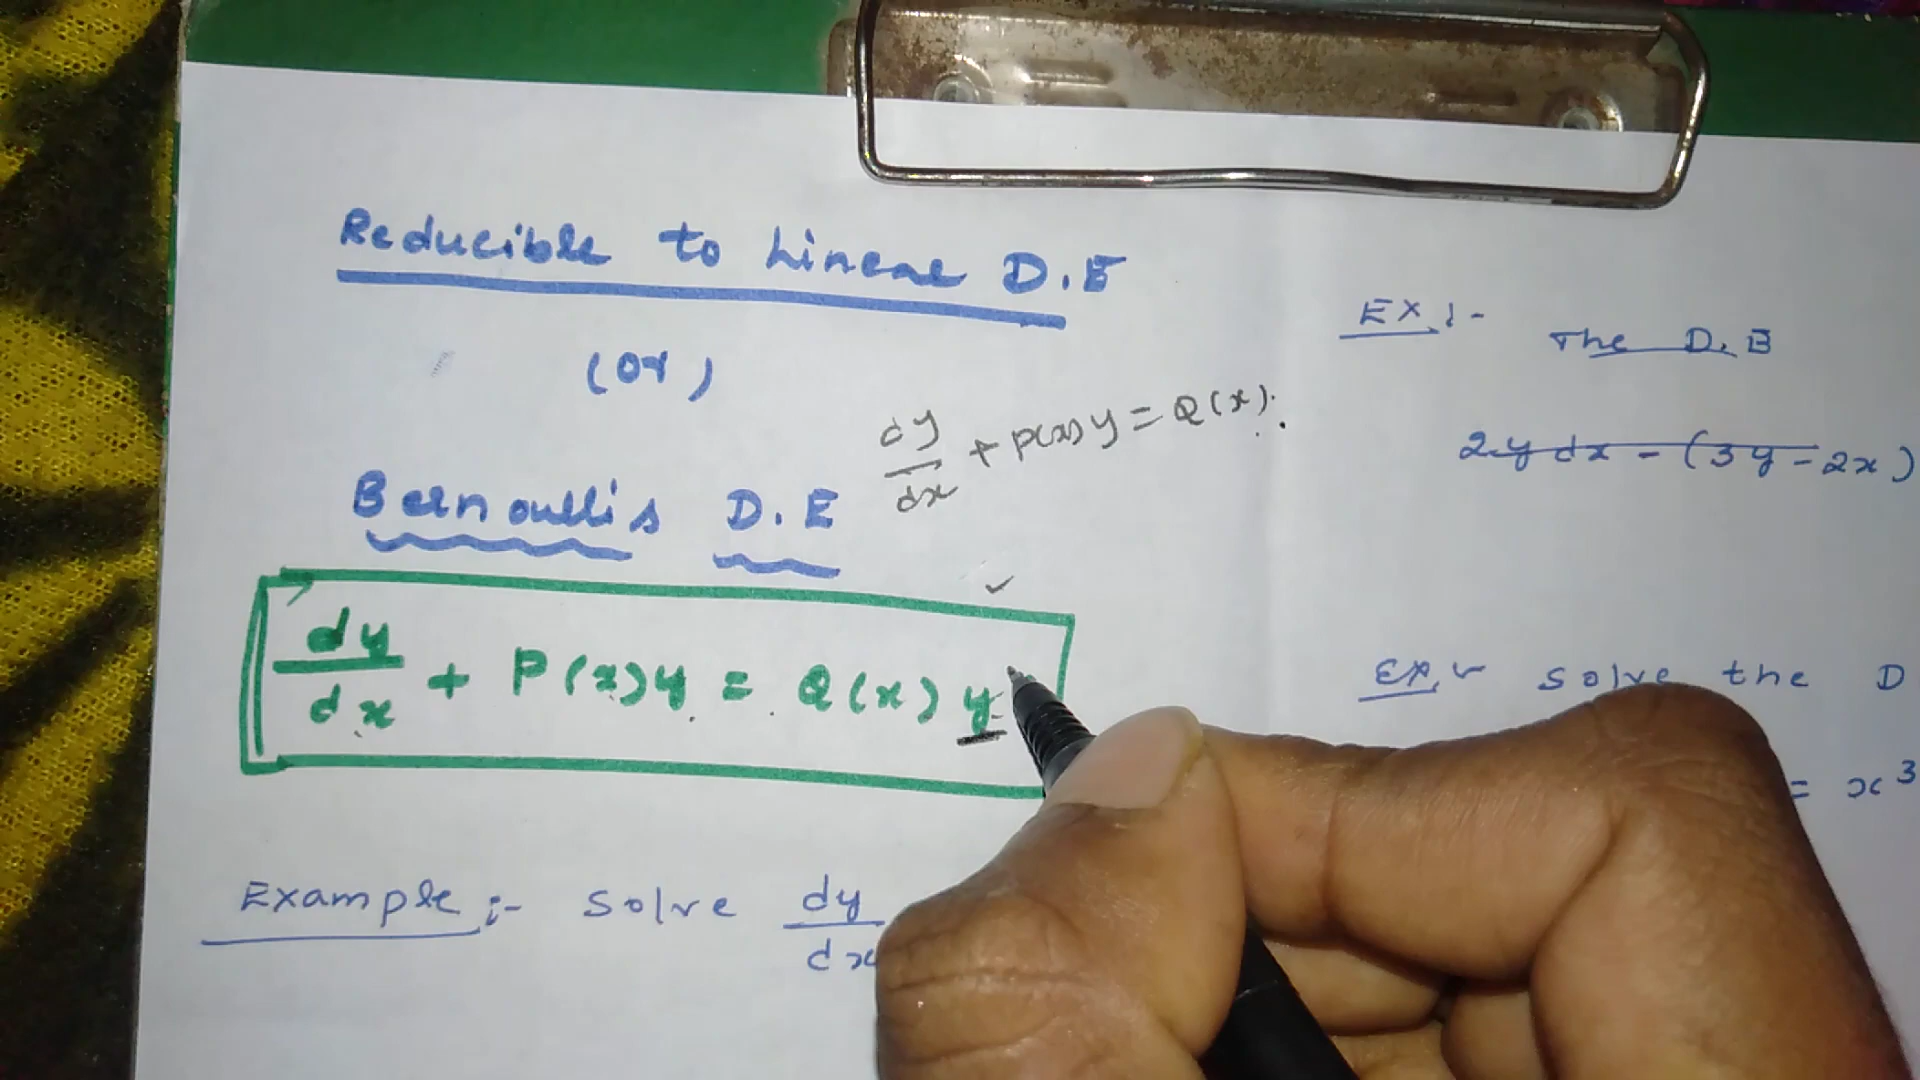 Reducible to Linear D.E
(or)
dy/dx + P(x)y = Q(x).
Bernoullis D.E
dy/dx + P(x)y = Q(x) y
Example :- Solve dy/dx
Ex :- The D.E
2y dx - (3y - 2x)
Ex :- Solve the D
= x³